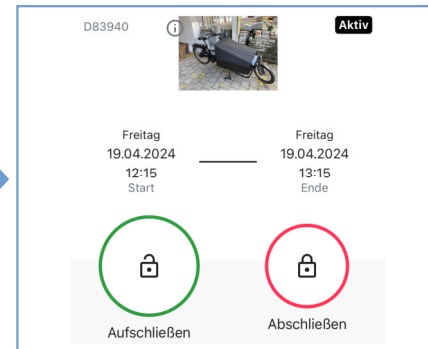 D83940
Aktiv
Freitag Freitag
19.04.2024 19.04.2024
12:15 13:15
Start Ende
Aufschließen Abschließen